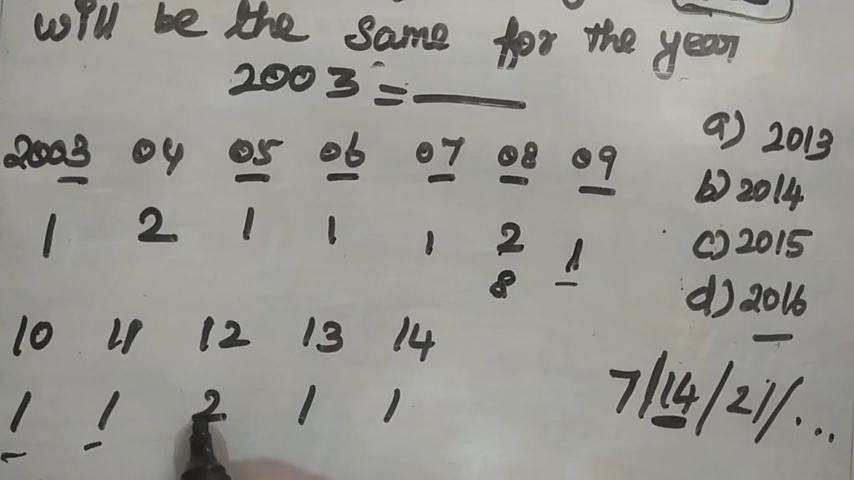 will be the same for the year
2003 = ______
2003 04 05 06 07 08 09
1 2 1 1 1 2 1
8
10 11 12 13 14
1 1 2 1 1
a) 2013
b) 2014
c) 2015
d) 2016
7/14/21/...